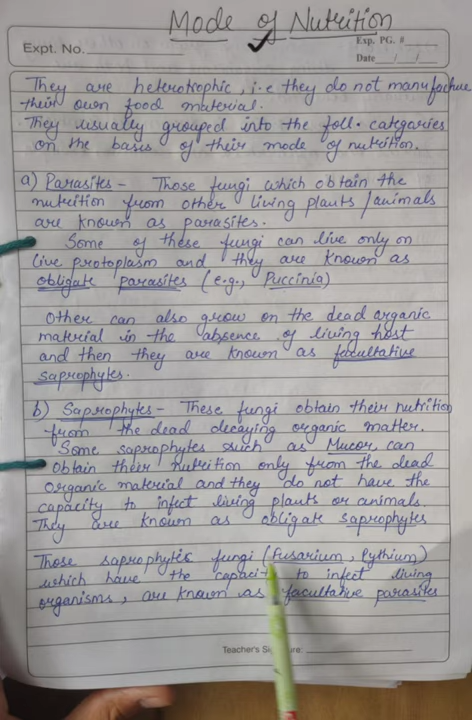 Mode of Nutrition
Exp. PG. #
Expt. No.
Date / /
They are heterotrophic, i.e they do not manufacture
their own food material.
They usually grouped into the foll. categories
on the basis of their mode of nutrition.
a) Parasites - Those fungi which obtain the
nutrition from other living plants / animals
are known as parasites.
Some of these fungi can live only on
live protoplasm and they are known as
obligate parasites (e.g., Puccinia)
Other can also grow on the dead organic
material in the absence of living host
and then they are known as facultative
saprophytes.
b) Saprophytes - These fungi obtain their nutrition
from the dead decaying organic matter.
Some saprophytes such as Mucor can
Obtain their nutrition only from the dead
organic material and they do not have the
capacity to infect living plants or animals.
They are known as obligate saprophytes
Those saprophytes fungi (Fusarium, Pythium)
which have the capaci to infect living
organisms, are known as facultative parasites
Teacher's Signature: